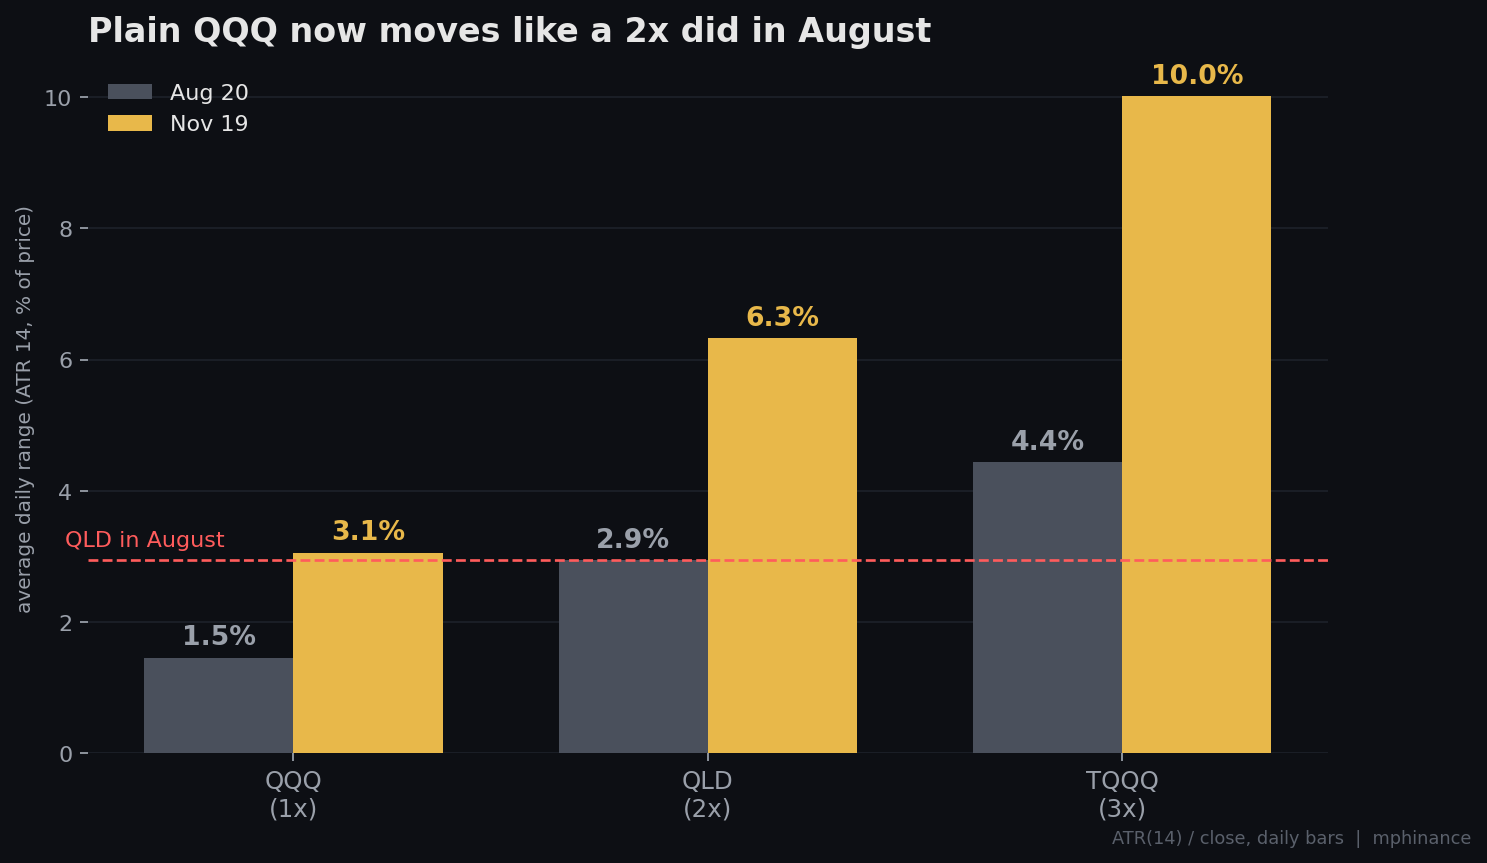 Plain QQQ now moves like a 2x did in August
Aug 20
Nov 19
average daily range (ATR 14, % of price)
10
8
6
4
2
0
QLD in August
1.5%
3.1%
2.9%
6.3%
4.4%
10.0%
QQQ
(1x)
QLD
(2x)
TQQQ
(3x)
ATR(14) / close, daily bars | mphinance